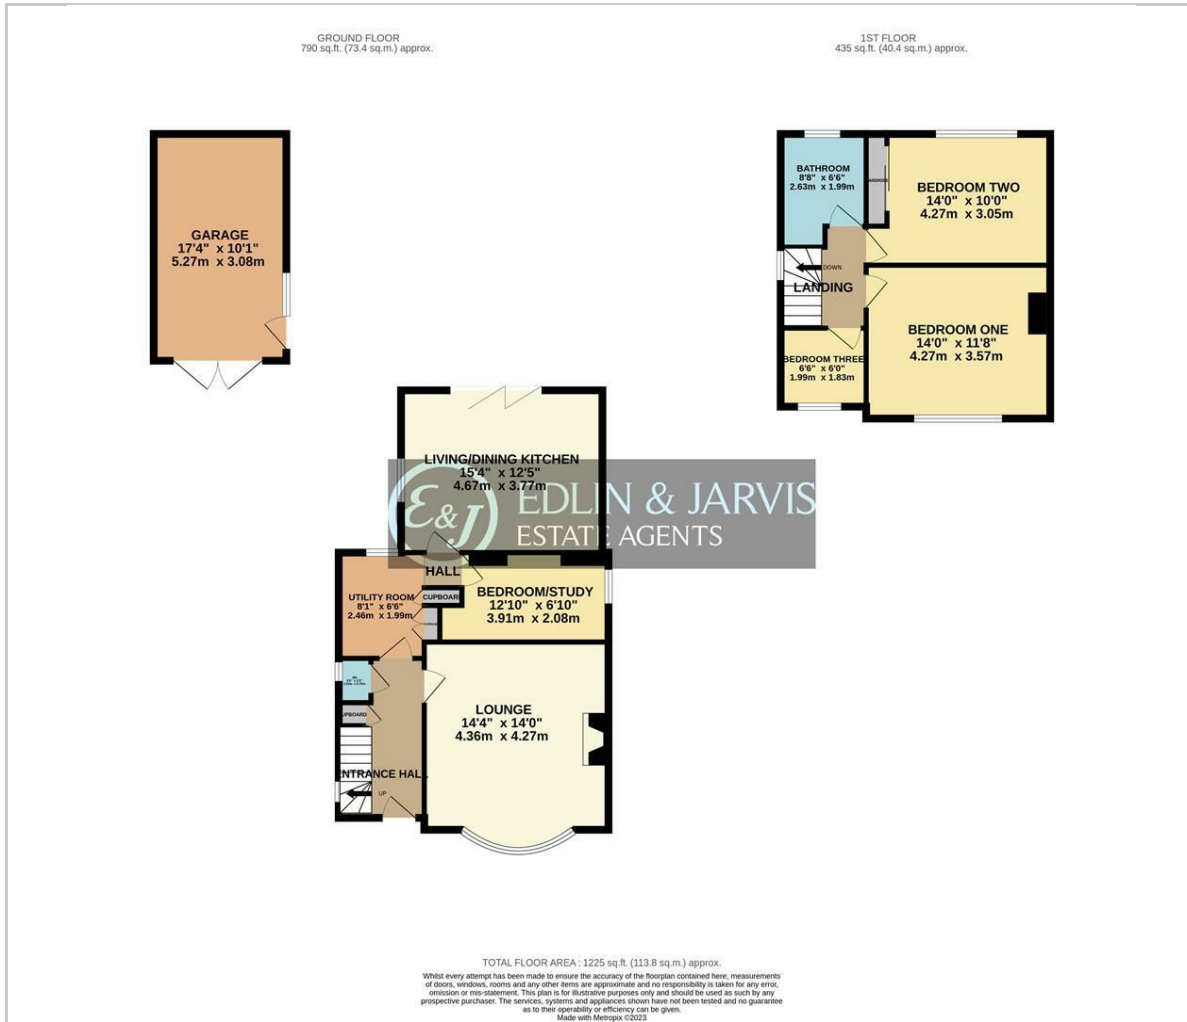 GROUND FLOOR
790 sq.ft. (73.4 sq.m.) approx.
1ST FLOOR
435 sq.ft. (40.4 sq.m.) approx.
GARAGE
17'4" x 10'1"
5.27m x 3.08m
BATHROOM
8'8" x 6'6"
2.63m x 1.99m
BEDROOM TWO
14'0" x 10'0"
4.27m x 3.05m
DOWN
LANDING
BEDROOM ONE
14'0" x 11'8"
4.27m x 3.57m
BEDROOM THREE
6'6" x 6'0"
1.99m x 1.83m
LIVING/DINING KITCHEN
15'4" x 12'5"
4.67m x 3.77m
E&J
EDLIN & JARVIS
ESTATE AGENTS
HALL
UTILITY ROOM
8'1" x 6'6"
2.46m x 1.99m
CUPBOARD
BEDROOM/STUDY
12'10" x 6'10"
3.91m x 2.08m
UPBOARD
LOUNGE
14'4" x 14'0"
4.36m x 4.27m
ENTRANCE HALL
UP
TOTAL FLOOR AREA : 1225 sq.ft. (113.8 sq.m.) approx.
Whilst every attempt has been made to ensure the accuracy of the floorplan contained here, measurements
of doors, windows, rooms and any other items are approximate and no responsibility is taken for any error,
omission or mis-statement. This plan is for illustrative purposes only and should be used as such by any
prospective purchaser. The services, systems and appliances shown have not been tested and no guarantee
as to their operability or efficiency can be given.
Made with Metropix ©2023